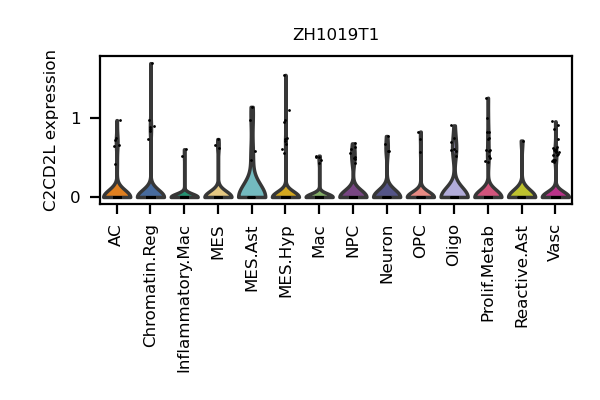 ZH1019T1
C2CD2L expression
1
0
AC
Chromatin.Reg
Inflammatory.Mac
MES
MES.Ast
MES.Hyp
Mac
NPC
Neuron
OPC
Oligo
Prolif.Metab
Reactive.Ast
Vasc